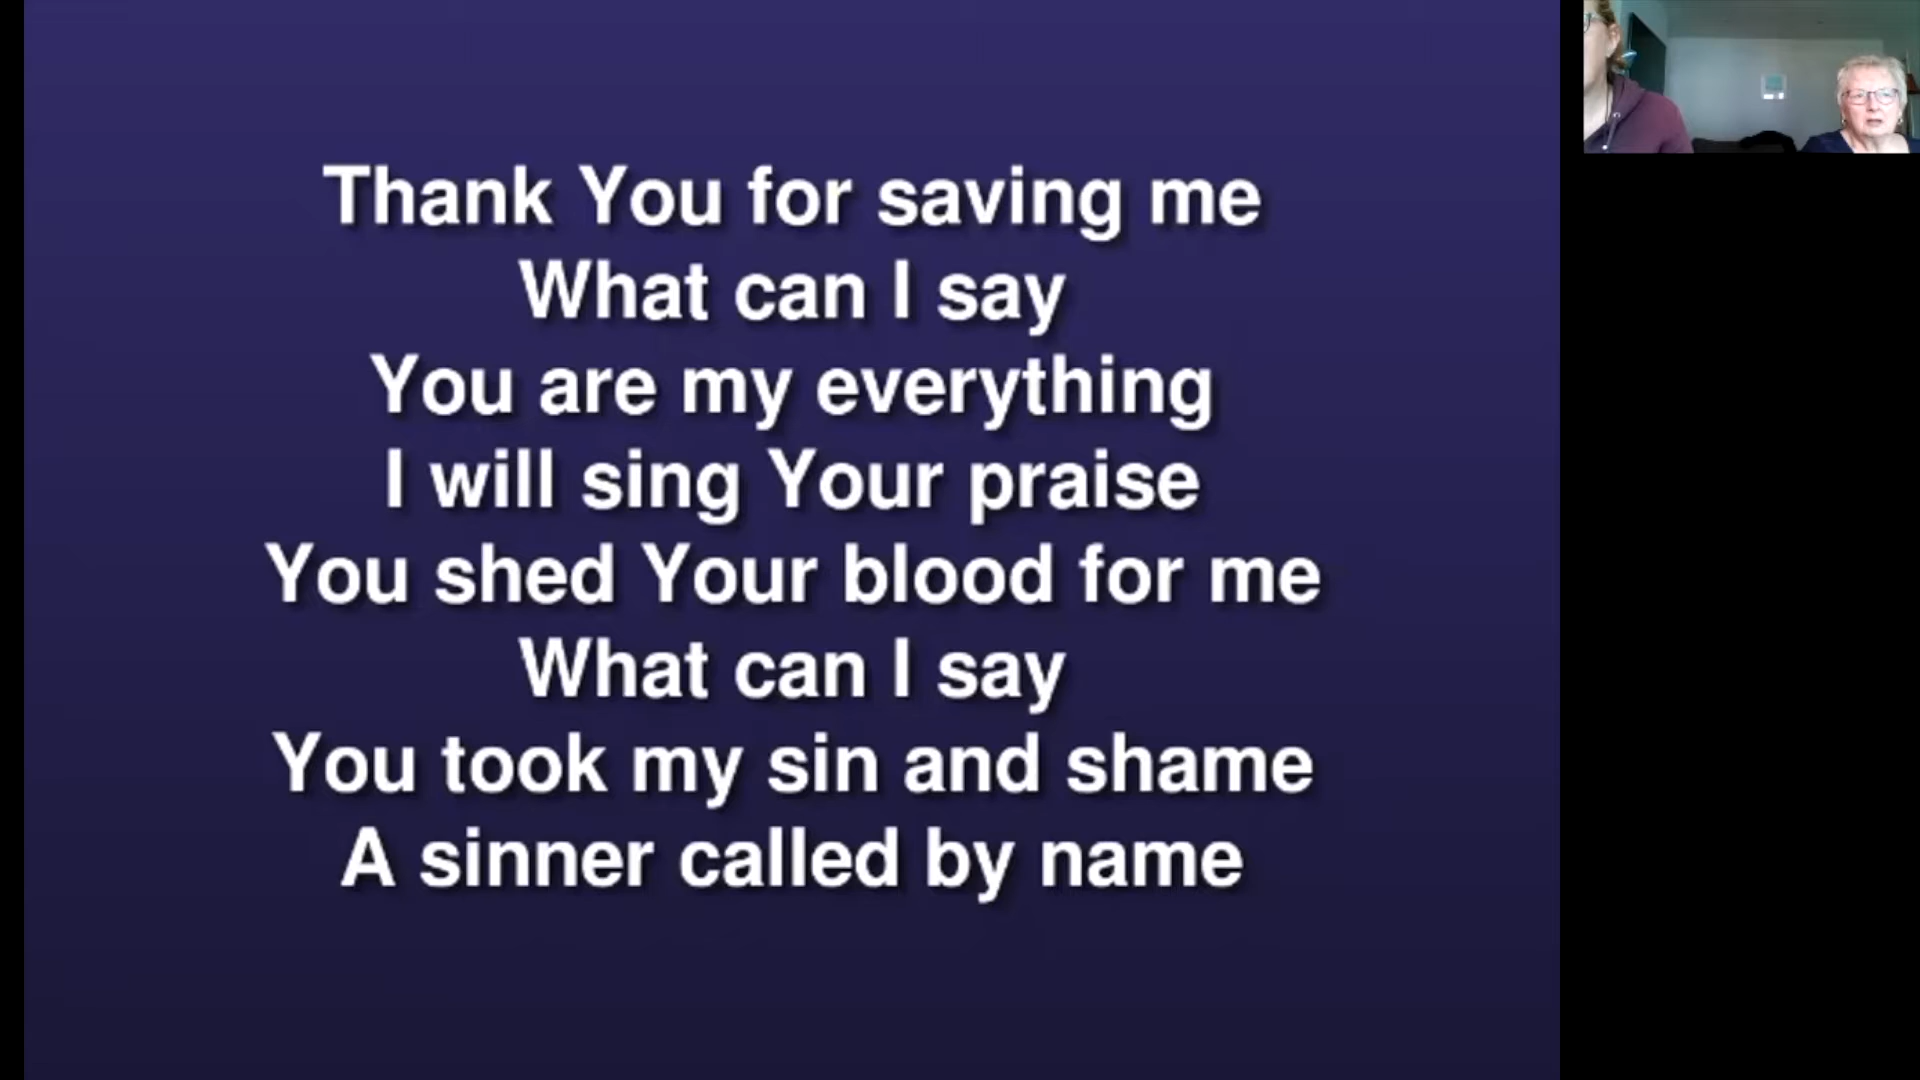 Thank You for saving me
What can I say
You are my everything
I will sing Your praise
You shed Your blood for me
What can I say
You took my sin and shame
A sinner called by name